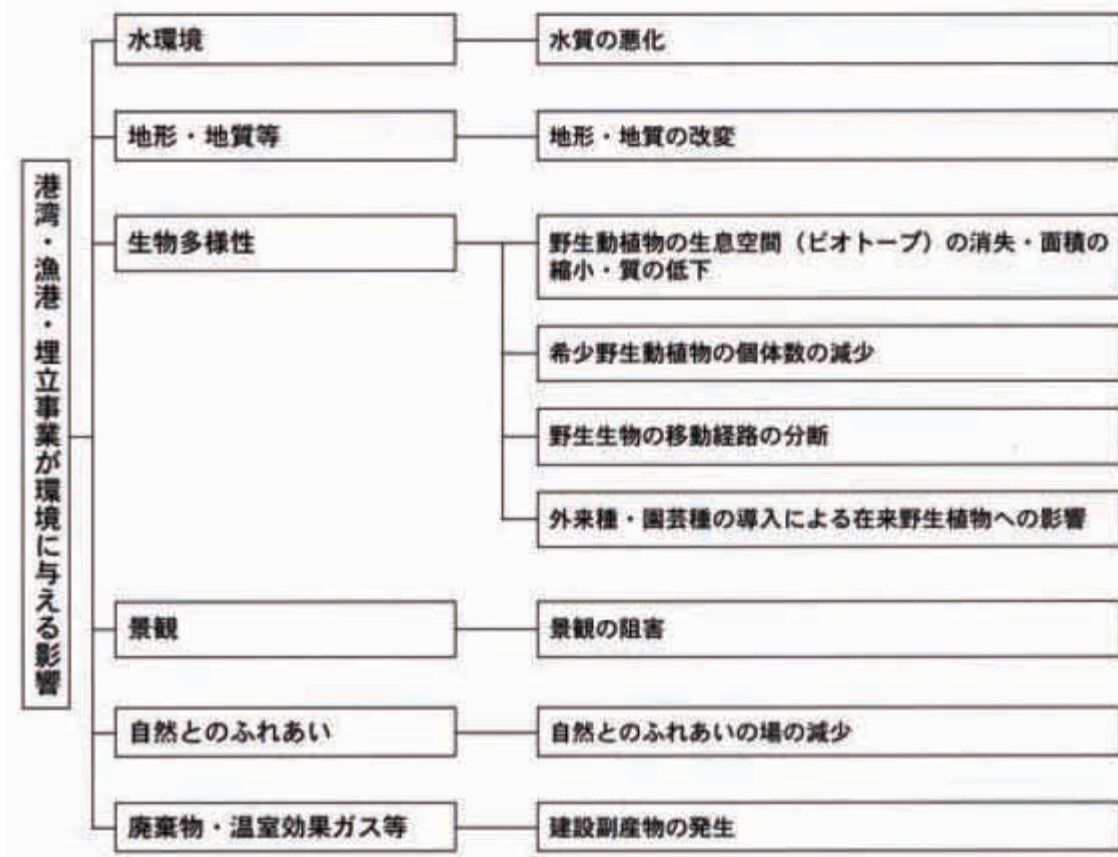 港湾・漁港・埋立事業が環境に与える影響
水環境
水質の悪化
地形・地質等
地形・地質の改変
生物多様性
野生動植物の生息空間（ビオトープ）の消失・面積の
縮小・質の低下
希少野生動植物の個体数の減少
野生生物の移動経路の分断
外来種・園芸種の導入による在来野生植物への影響
景観
景観の阻害
自然とのふれあい
自然とのふれあいの場の減少
廃棄物・温室効果ガス等
建設副産物の発生